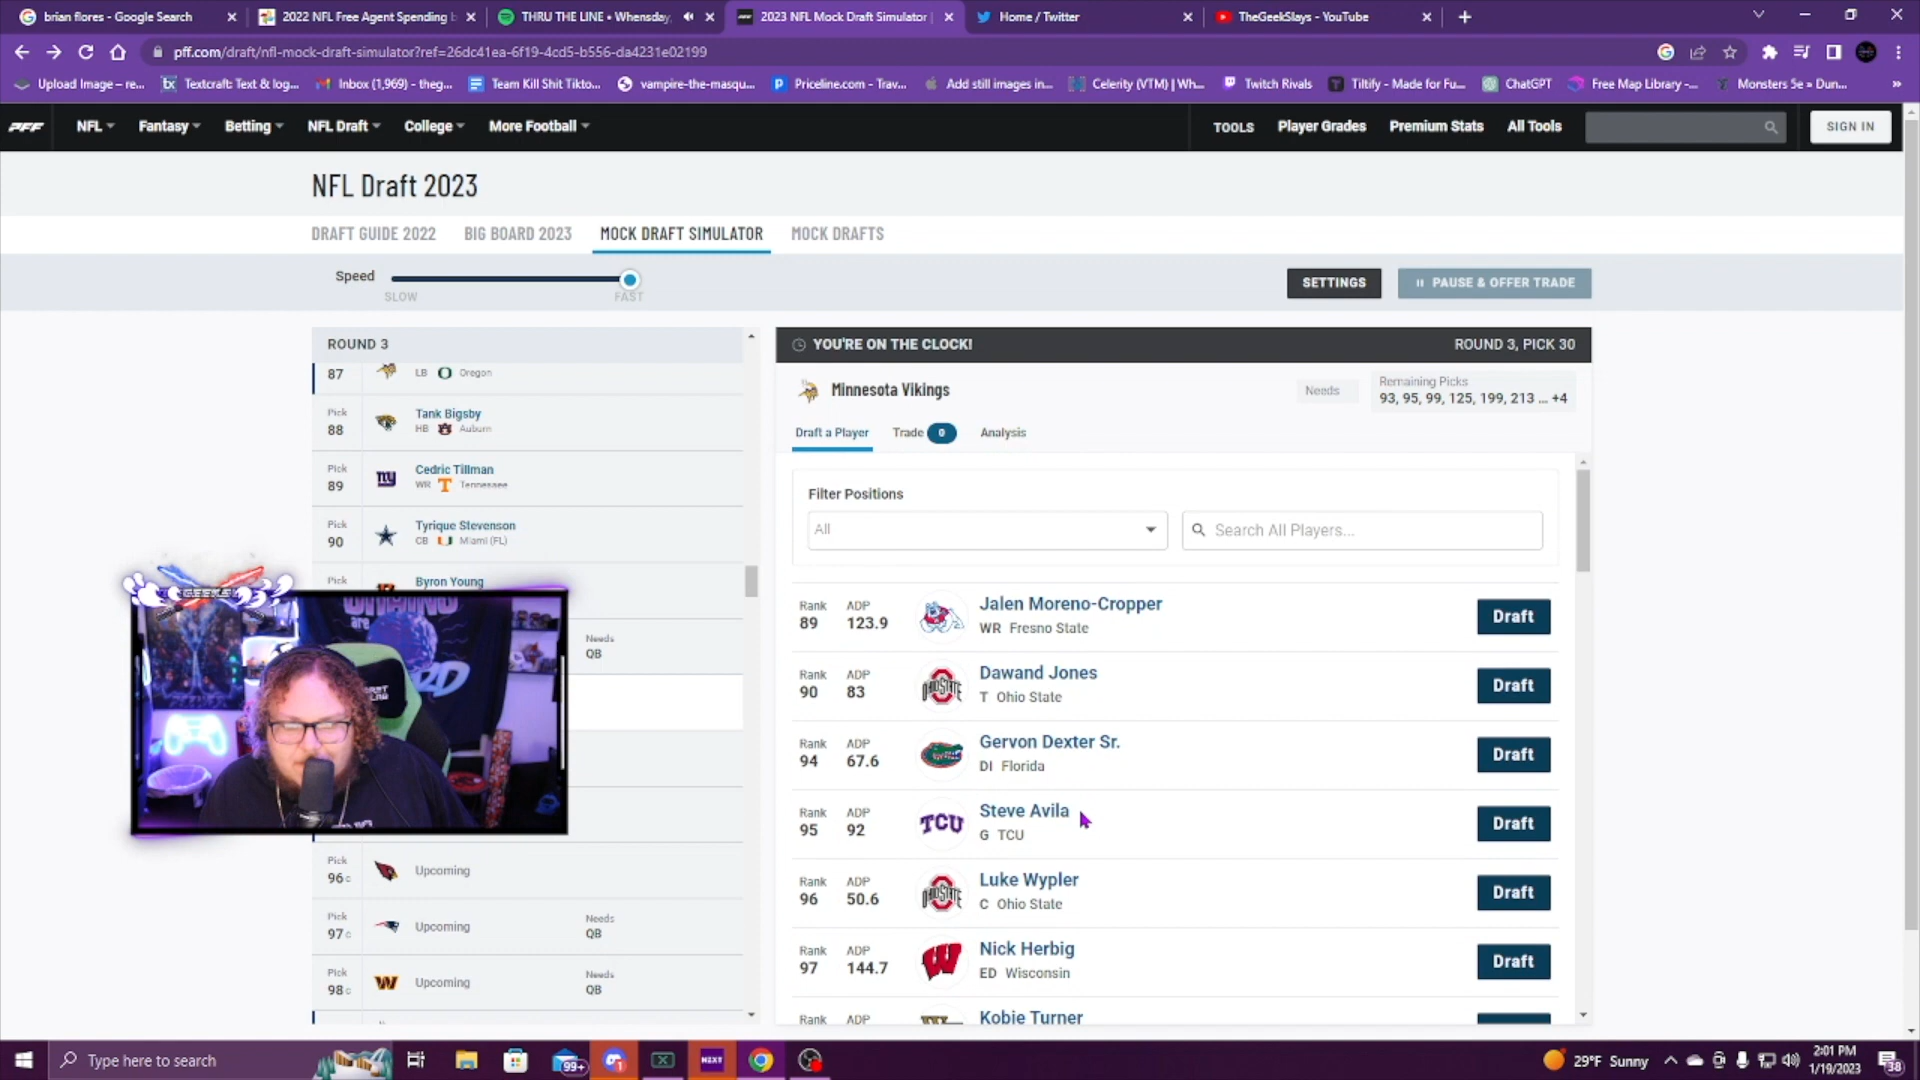 brian flores - Google Search
2022 NFL Free Agent Spending b
THRU THE LINE • Whensday,
2023 NFL Mock Draft Simulator |
Home / Twitter
TheGeekSlays - YouTube
pff.com/draft/nfl-mock-draft-simulator?ref=26dc41ea-6f19-4cd5-b556-da4231e02199
Upload Image – re...
Textcraft: Text & log...
Inbox (1,969) – theg...
Team Kill Shit Tikto...
vampire-the-masqu...
Priceline.com - Trav...
Add still images in...
Celerity (VTM) | Wh...
Twitch Rivals
Tiltify - Made for Fu...
ChatGPT
Free Map Library -...
Monsters 5e » Dun...
PFF
NFL
Fantasy
Betting
NFL Draft
College
More Football
TOOLS
Player Grades
Premium Stats
All Tools
SIGN IN
NFL Draft 2023
DRAFT GUIDE 2022
BIG BOARD 2023
MOCK DRAFT SIMULATOR
MOCK DRAFTS
Speed
SLOW
FAST
SETTINGS
PAUSE & OFFER TRADE
ROUND 3
87
LB Oregon
Pick
88
Tank Bigsby
HB Auburn
Pick
89
Cedric Tillman
WR Tennessee
Pick
90
Tyrique Stevenson
CB Miami (FL)
Pick
Byron Young
Needs
QB
GEEKS
Pick
96 c
Upcoming
Pick
97 c
Upcoming
Needs
QB
Pick
98 c
Upcoming
Needs
QB
YOU'RE ON THE CLOCK!
ROUND 3, PICK 30
Minnesota Vikings
Needs
Remaining Picks
93, 95, 99, 125, 199, 213 ... +4
Draft a Player
Trade 0
Analysis
Filter Positions
All
Search All Players...
Rank
89
ADP
123.9
Jalen Moreno-Cropper
WR Fresno State
Draft
Rank
90
ADP
83
Dawand Jones
T Ohio State
Draft
Rank
94
ADP
67.6
Gervon Dexter Sr.
DI Florida
Draft
Rank
95
ADP
92
TCU
Steve Avila
G TCU
Draft
Rank
96
ADP
50.6
Luke Wypler
C Ohio State
Draft
Rank
97
ADP
144.7
Nick Herbig
ED Wisconsin
Draft
Rank
ADP
Kobie Turner
Type here to search
99+
NEXT
29°F Sunny
2:01 PM
1/19/2023
38